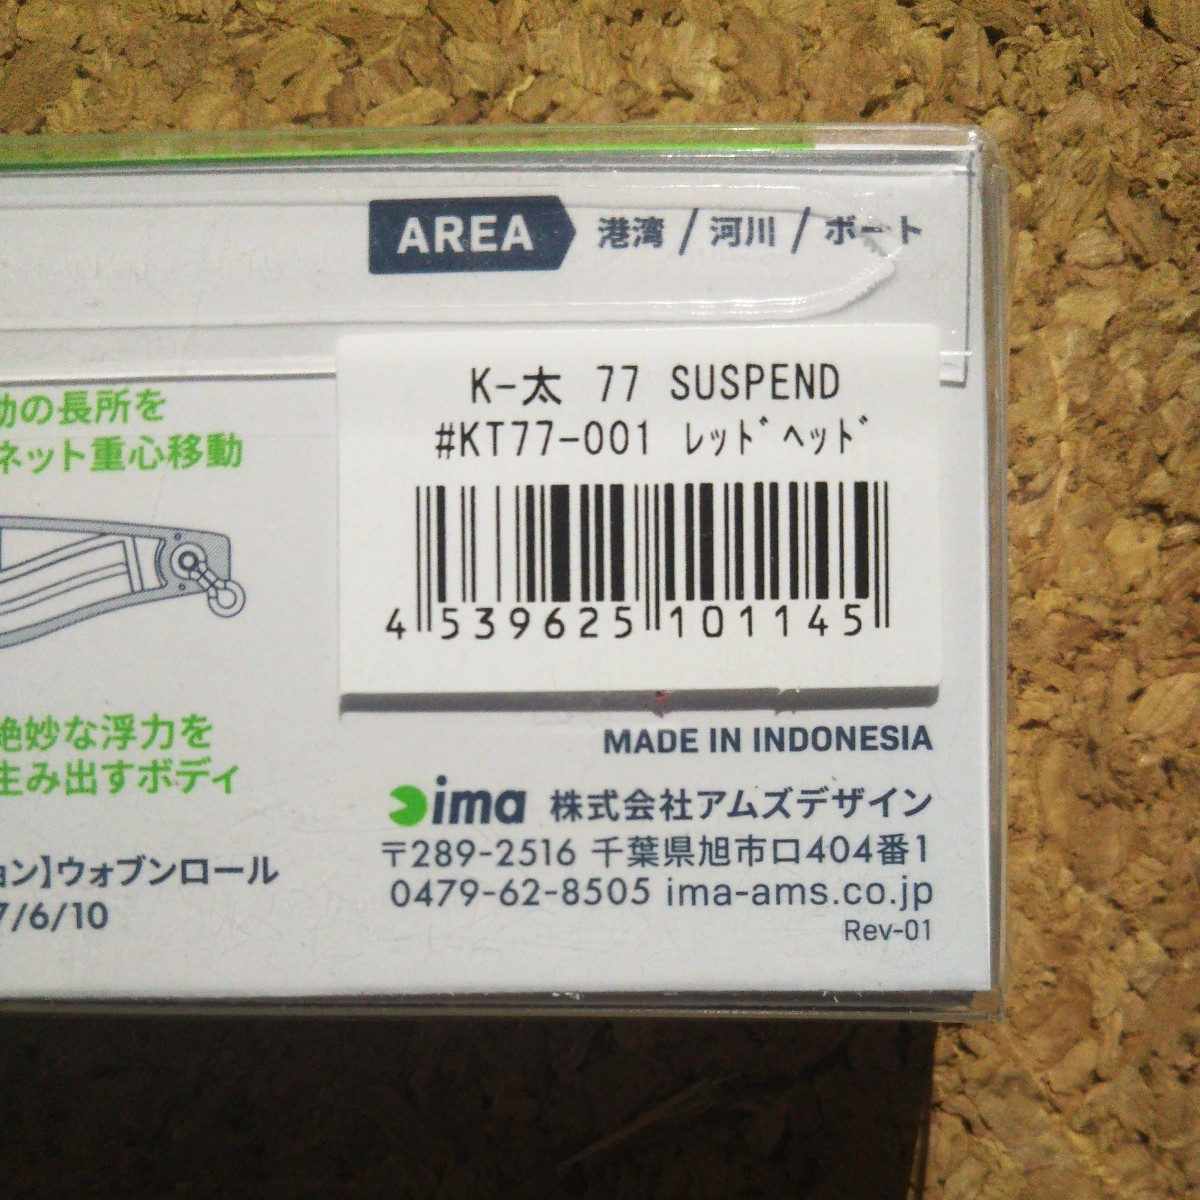 AREA 港湾 / 河川 / ボート
K-太 77 SUSPEND
#KT77-001 ﾚｯﾄﾞﾍｯﾄﾞ
4 539625 101145
の長所を
ネット重心移動
絶妙な浮力を
生み出すボディ
ョン】ウォブンロール
7/6/10
MADE IN INDONESIA
ima 株式会社アムズデザイン
〒289-2516 千葉県旭市ロ404番1
0479-62-8505 ima-ams.co.jp
Rev-01